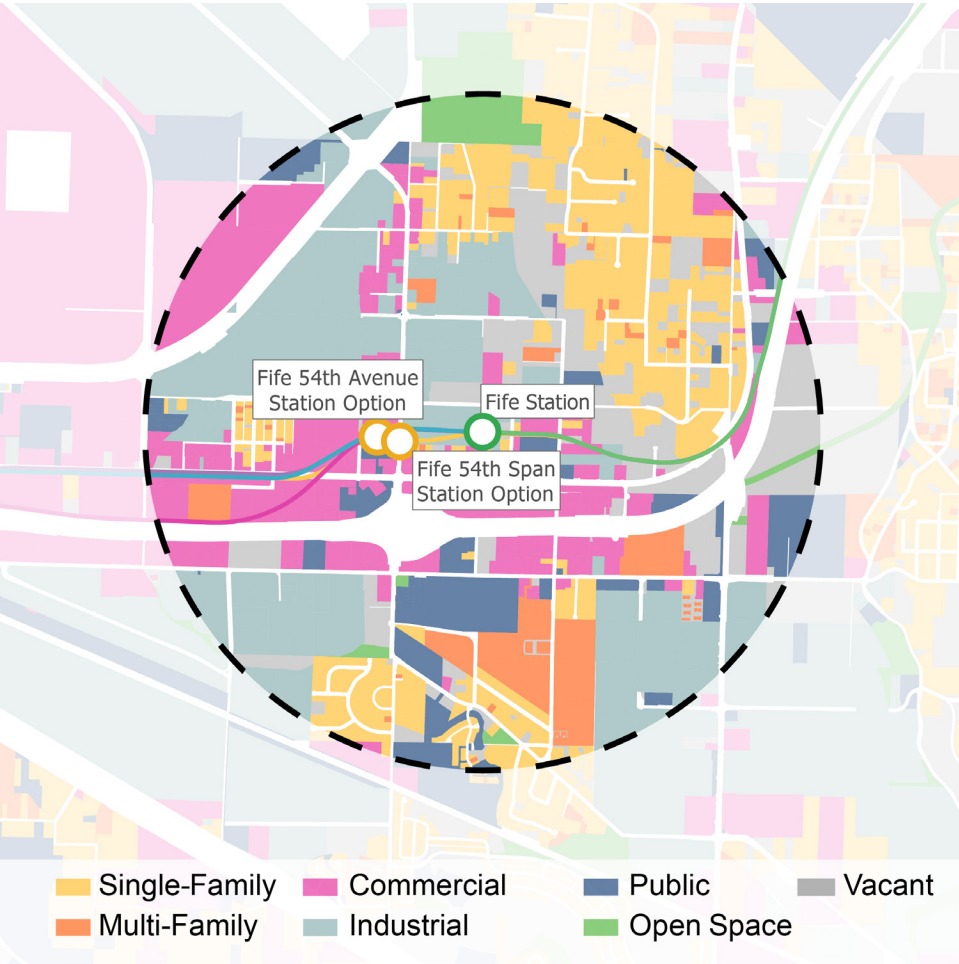 Fife 54th Avenue
Station Option
Fife Station
Fife 54th Span
Station Option
Single-Family
Commercial
Public
Vacant
Multi-Family
Industrial
Open Space